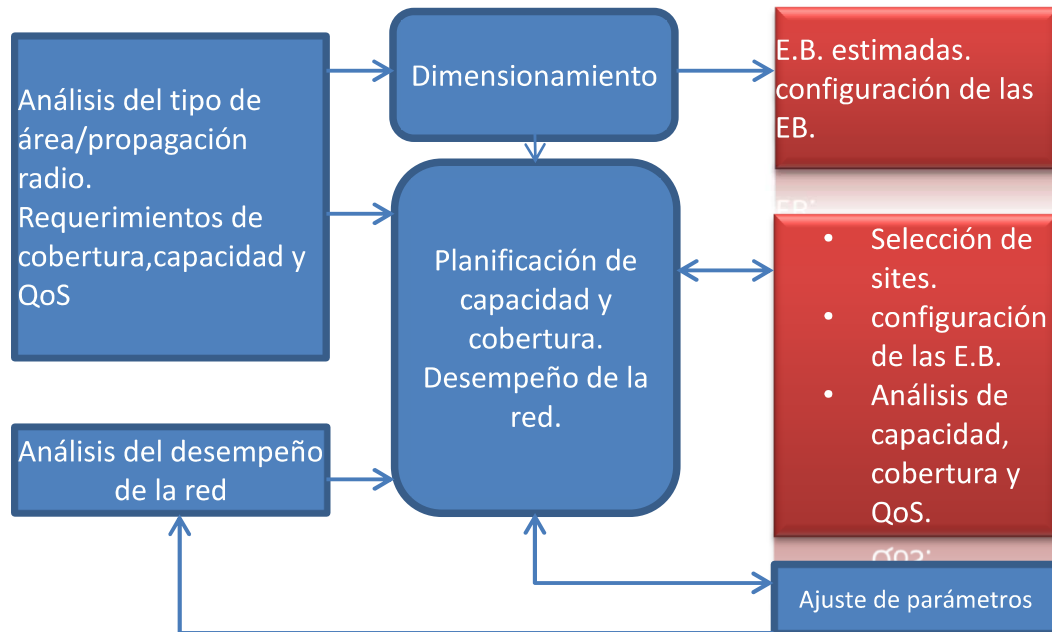 Análisis del tipo de
área/propagación
radio.
Requerimientos de
cobertura,capacidad y
QoS
Dimensionamiento
E.B. estimadas.
configuración de las
EB.
Planificación de
capacidad y
cobertura.
Desempeño de la
red.
• Selección de
sites.
• configuración
de las E.B.
• Análisis de
capacidad,
cobertura y
QoS.
Análisis del desempeño
de la red
Ajuste de parámetros